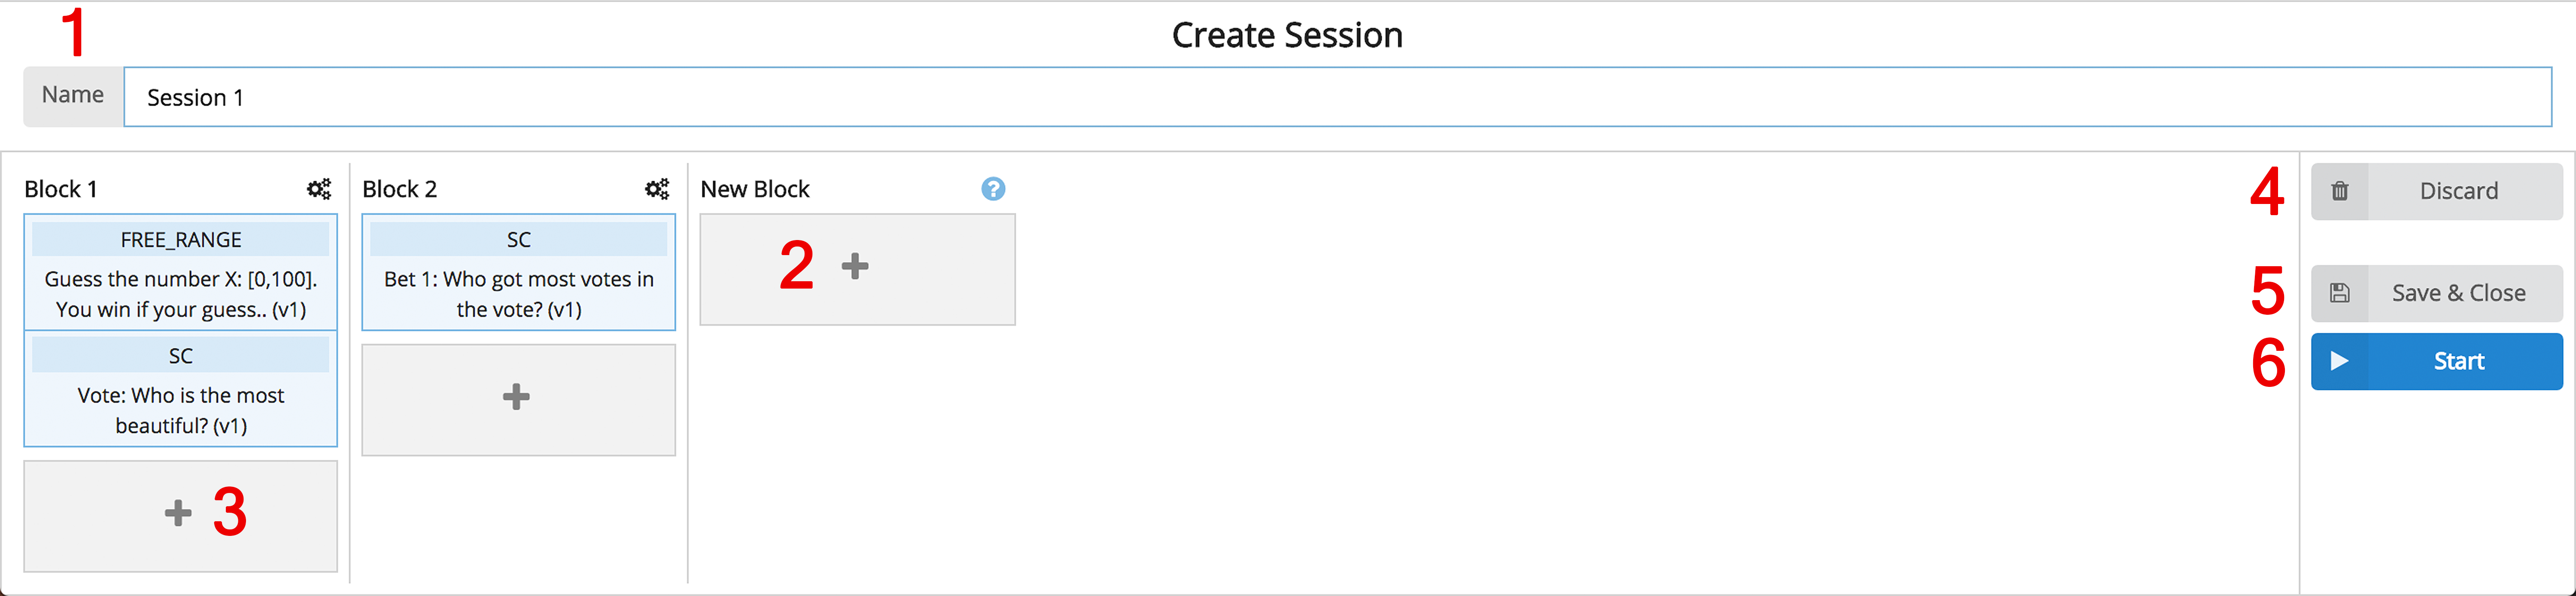 1
Create Session
Name
Session 1
Block 1
FREE_RANGE
Guess the number X: [0,100].
You win if your guess.. (v1)
SC
Vote: Who is the most
beautiful? (v1)
+ 3
Block 2
SC
Bet 1: Who got most votes in
the vote? (v1)
+
New Block ?
2 +
4 Discard
5 Save & Close
6 Start